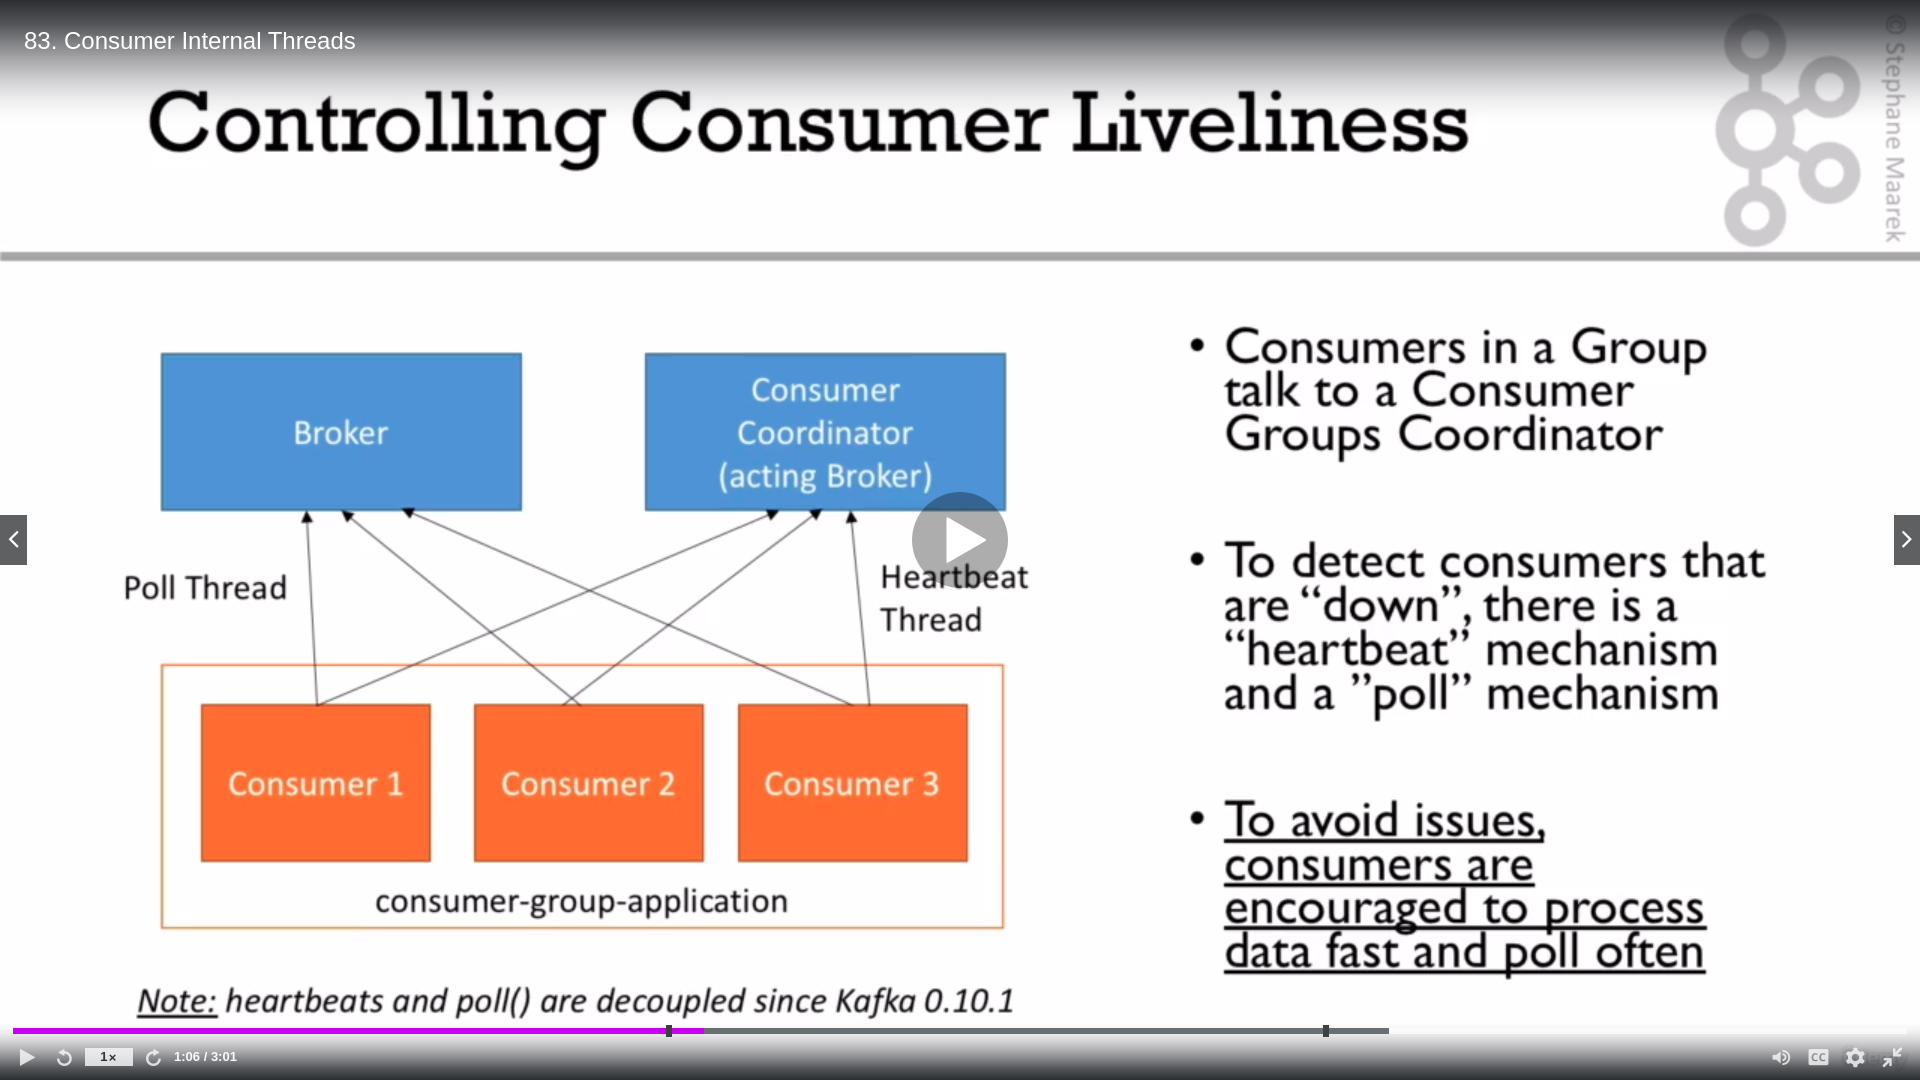 83. Consumer Internal Threads
© Stephane Maarek
Controlling Consumer Liveliness
Broker
Consumer
Coordinator
(acting Broker)
Poll Thread
Heartbeat
Thread
Consumer 1
Consumer 2
Consumer 3
consumer-group-application
Note: heartbeats and poll() are decoupled since Kafka 0.10.1
• Consumers in a Group
talk to a Consumer
Groups Coordinator
• To detect consumers that
are “down”, there is a
“heartbeat” mechanism
and a ”poll” mechanism
• To avoid issues,
consumers are
encouraged to process
data fast and poll often
1×
1:06 / 3:01
CC